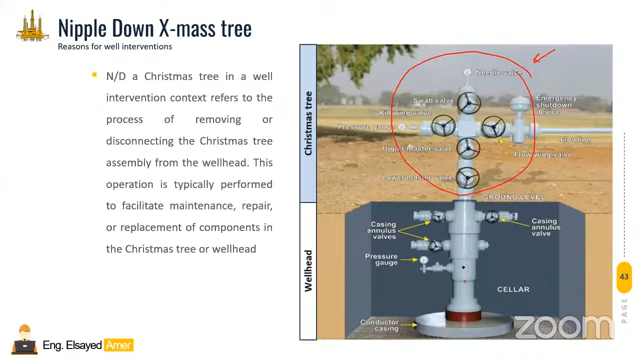 Nipple Down X-mass tree
Reasons for well interventions
N/D a Christmas tree in a well
intervention context refers to the
process of removing or
disconnecting the Christmas tree
assembly from the wellhead. This
operation is typically performed
to facilitate maintenance, repair,
or replacement of components in
the Christmas tree or wellhead
Christmas tree
Needle valve
Swab valve
Emergency
shutdown
device
Kill wing valve
Pressure gauge
Flowline
Upper master valve
Flow wing valve
Lower master valve
GROUND LEVEL
Wellhead
Casing
annulus
valves
Casing
annulus
valve
Pressure
gauge
CELLAR
Conductor
casing
43
PAGE
Eng. Elsayed Amer
zoom
LIVE